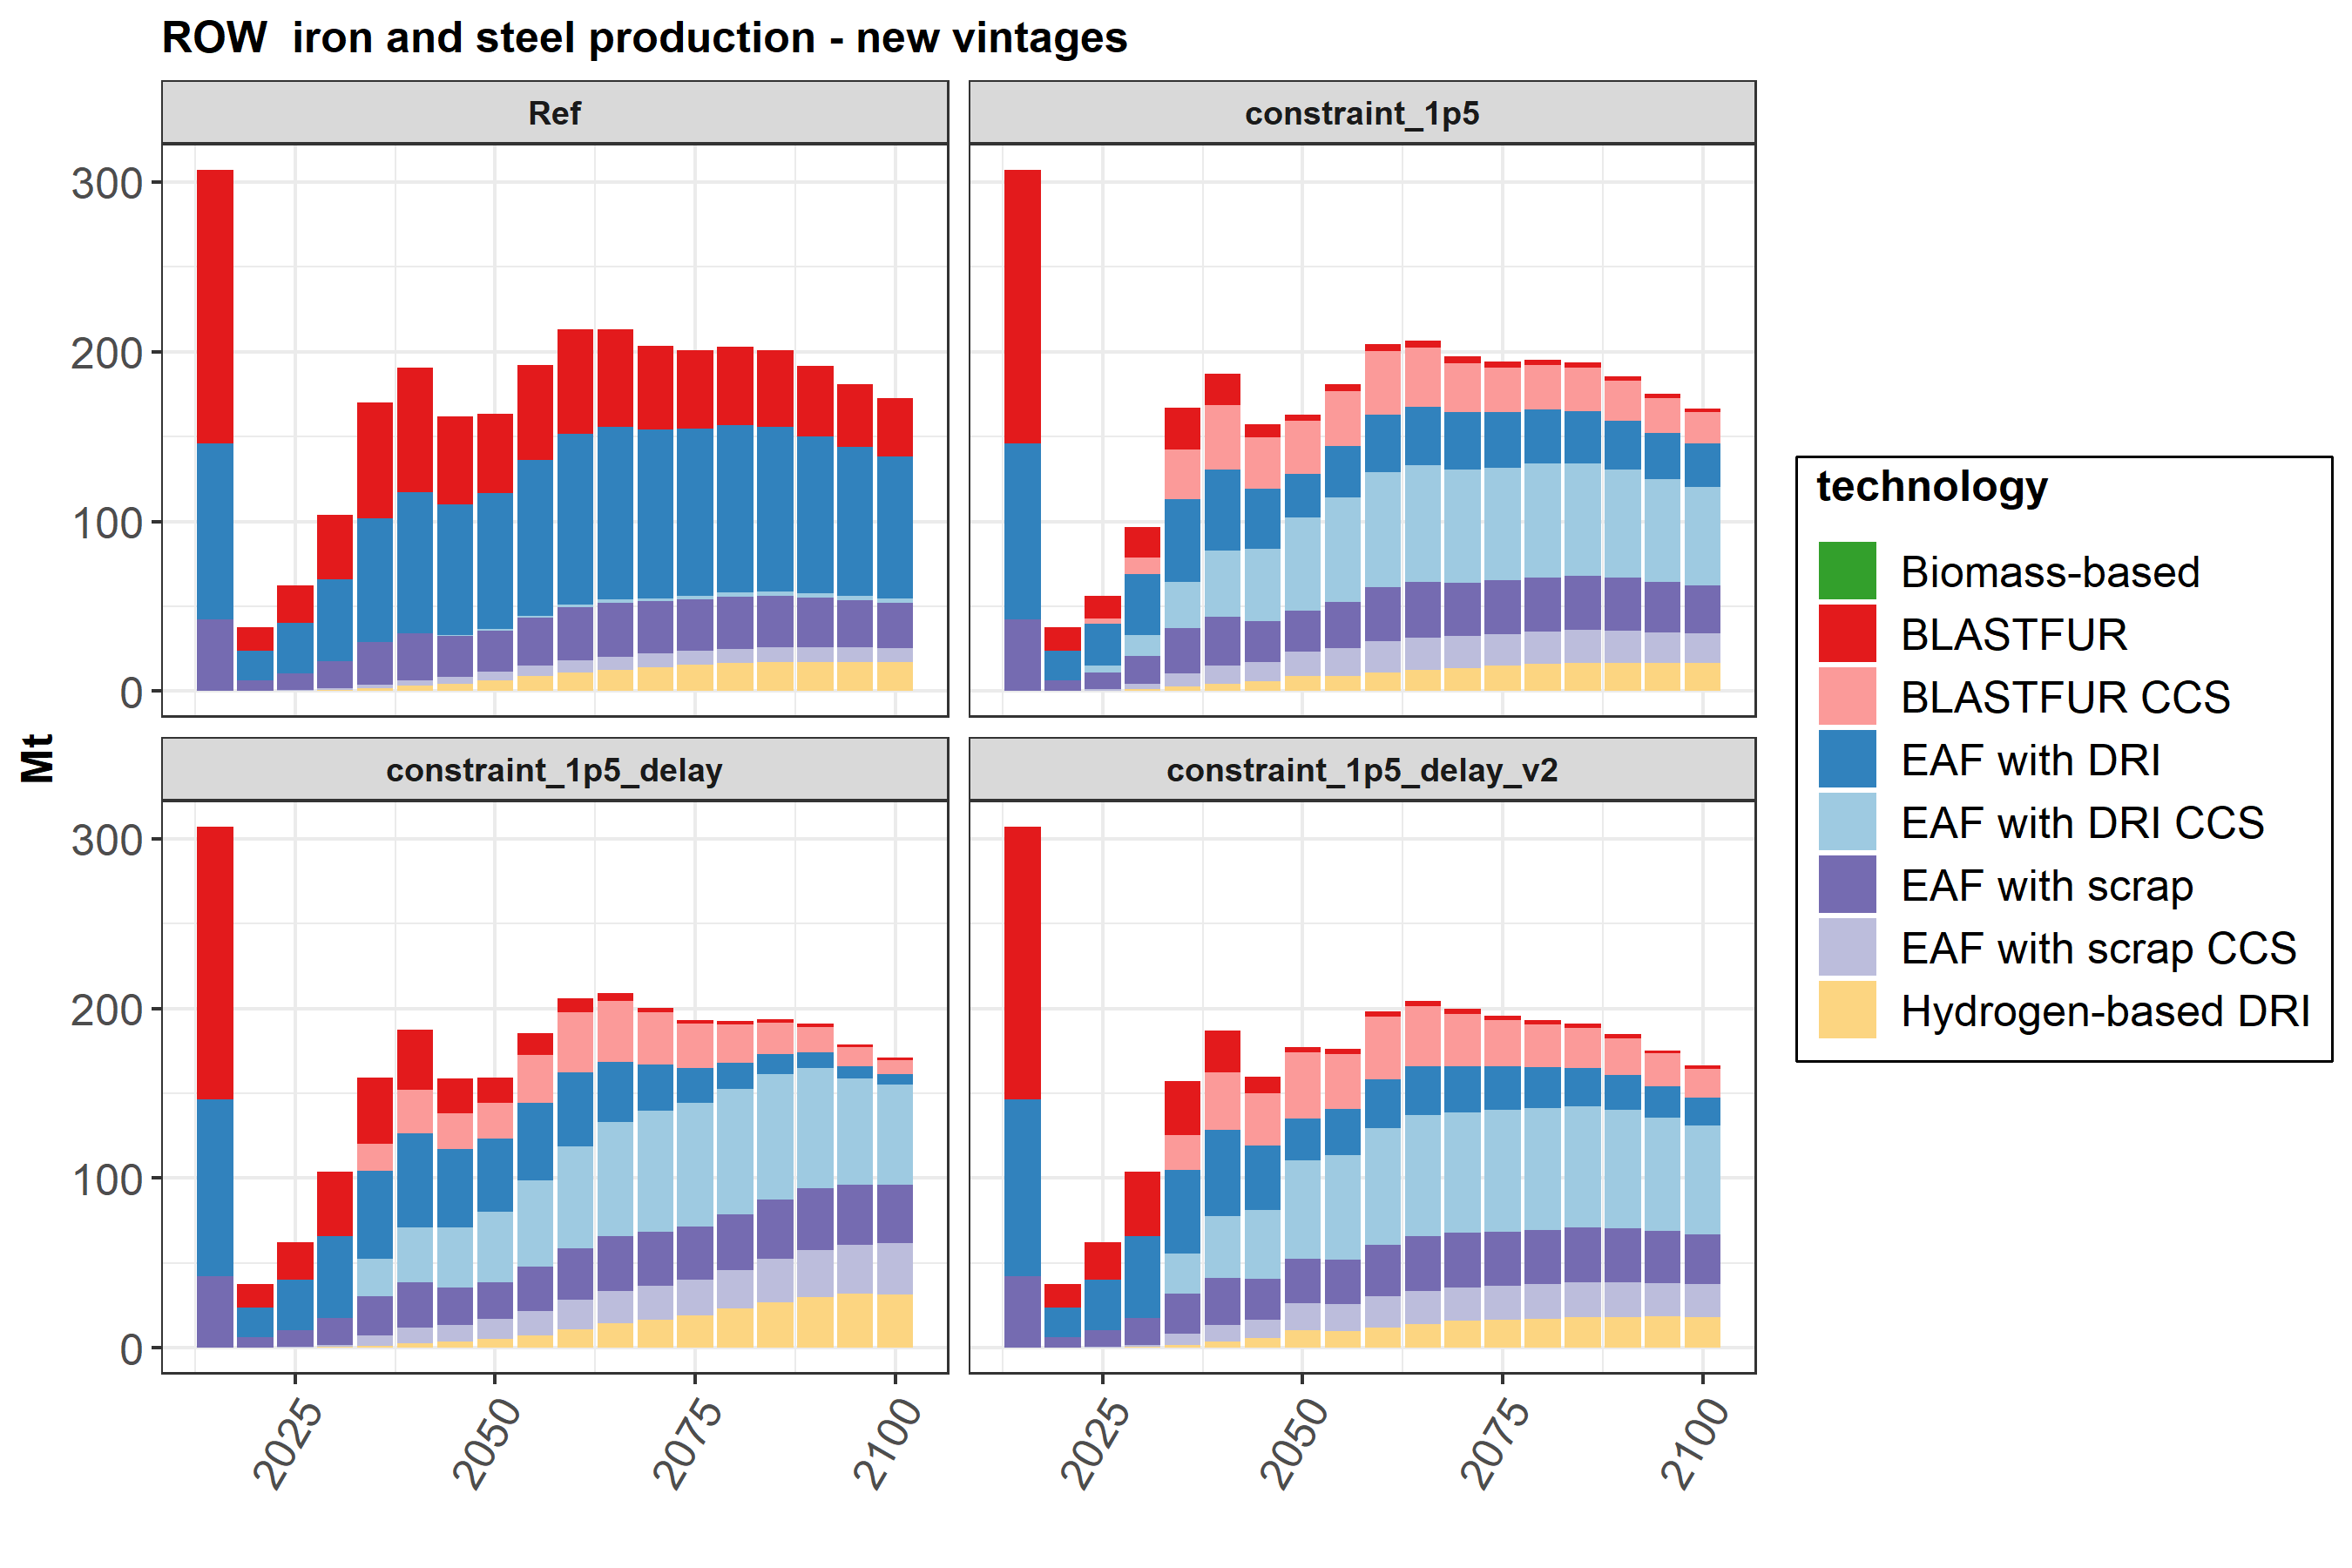 ROW  iron and steel production - new vintages
Ref
constraint_1p5
300
200
100
0
Mt
constraint_1p5_delay
constraint_1p5_delay_v2
300
200
100
0
2025
2050
2075
2100
2025
2050
2075
2100
technology
Biomass-based
BLASTFUR
BLASTFUR CCS
EAF with DRI
EAF with DRI CCS
EAF with scrap
EAF with scrap CCS
Hydrogen-based DRI